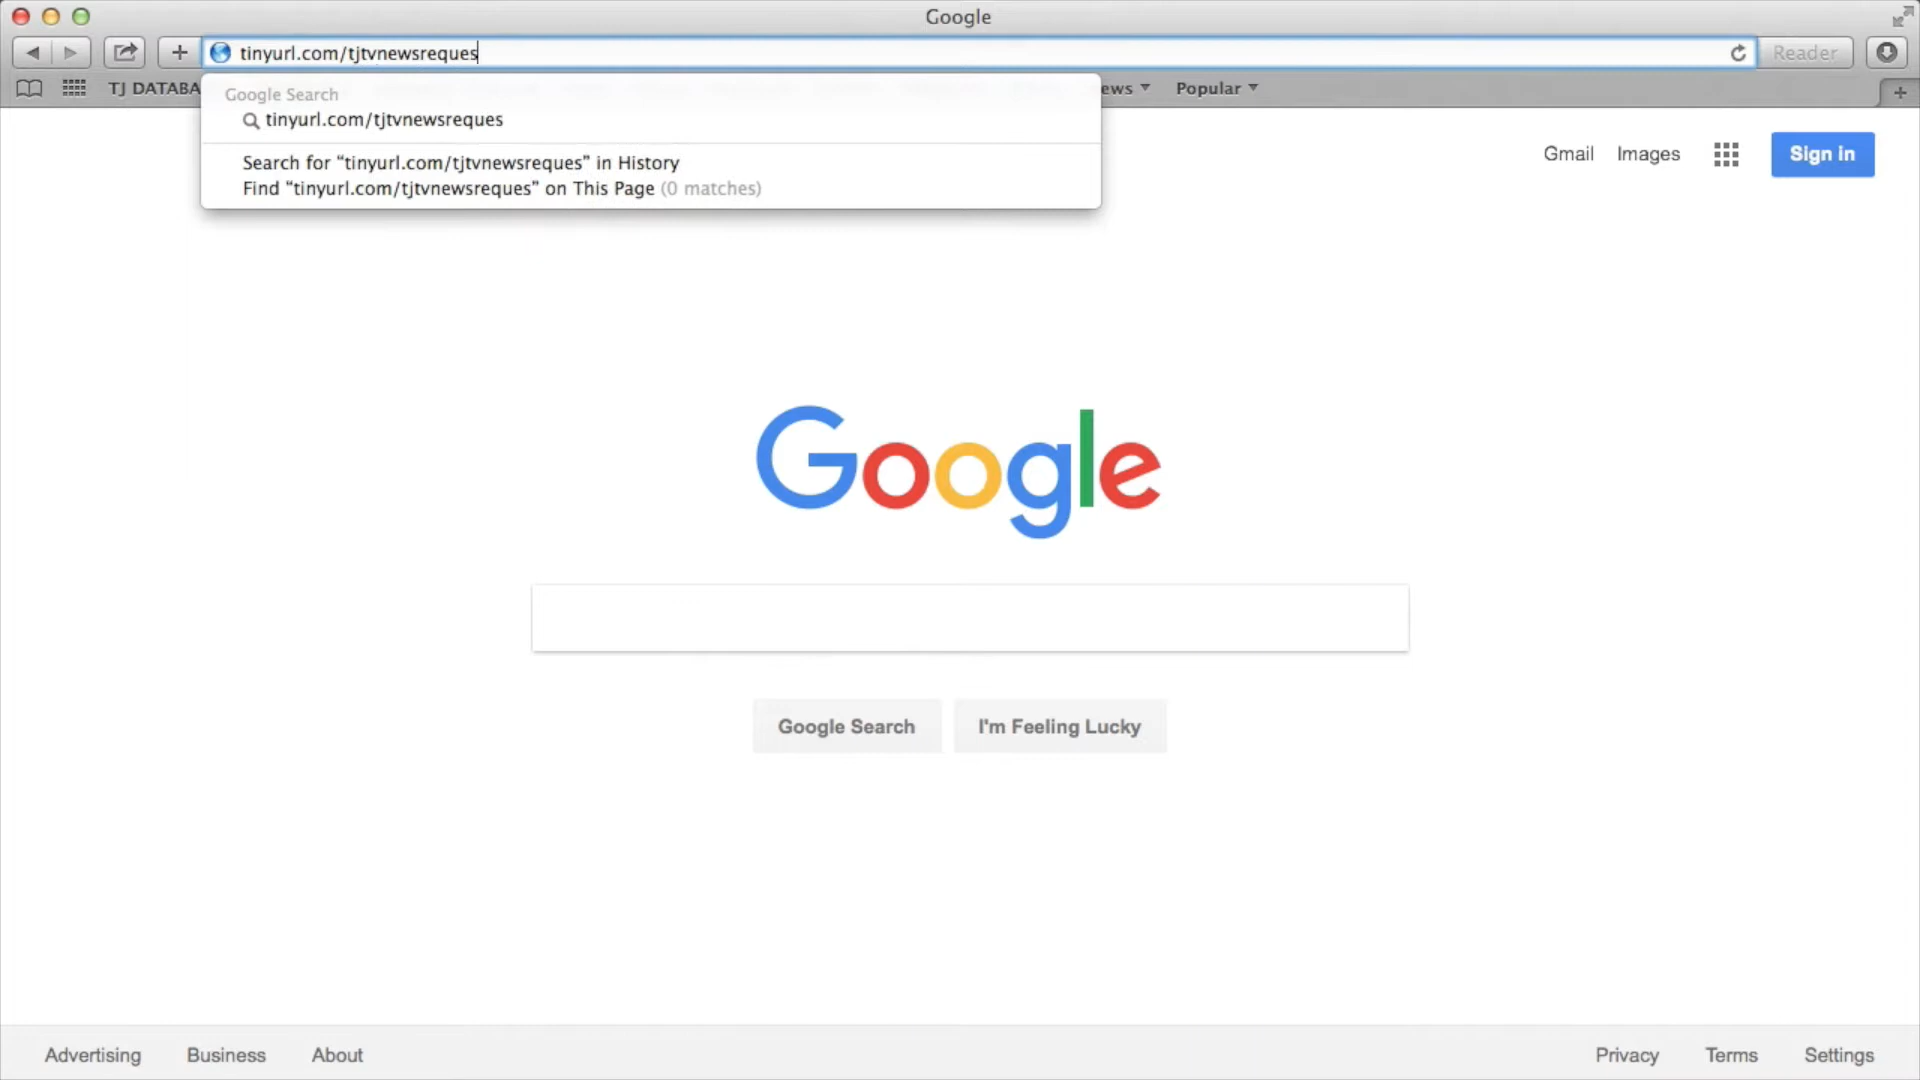 Google
tinyurl.com/tjtvnewsreques
Reader
TJ DATABA
ews
Popular
Google Search
tinyurl.com/tjtvnewsreques
Search for “tinyurl.com/tjtvnewsreques” in History
Find “tinyurl.com/tjtvnewsreques” on This Page (0 matches)
Gmail Images Sign in
Google
Google Search I'm Feeling Lucky
Advertising Business About Privacy Terms Settings